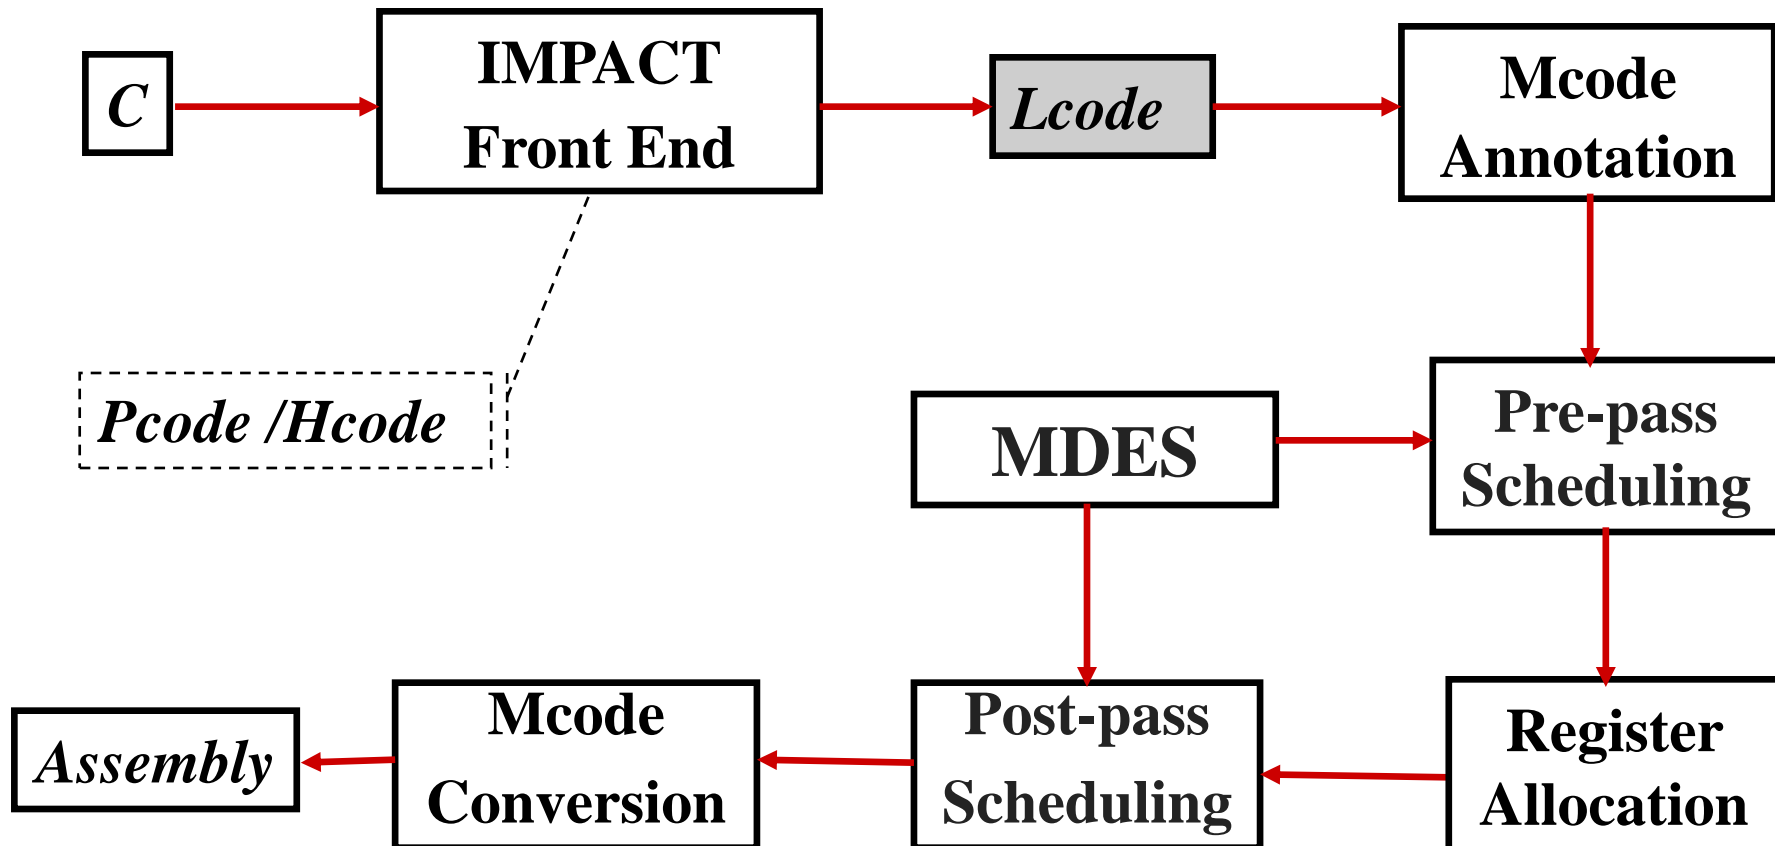 C
IMPACT
Front End
Lcode
Mcode
Annotation
Pcode /Hcode
MDES
Pre-pass
Scheduling
Assembly
Mcode
Conversion
Post-pass
Scheduling
Register
Allocation